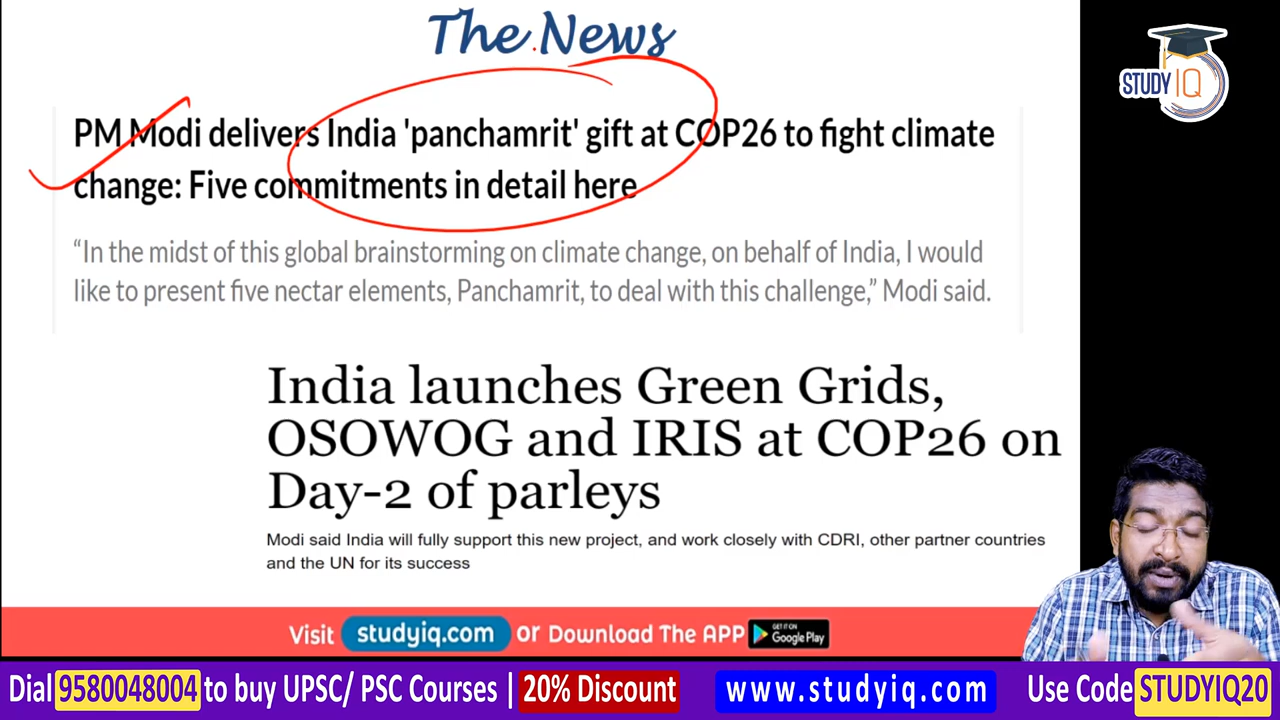 The News
STUDY IQ
PM Modi delivers India 'panchamrit' gift at COP26 to fight climate
change: Five commitments in detail here
“In the midst of this global brainstorming on climate change, on behalf of India, I would
like to present five nectar elements, Panchamrit, to deal with this challenge,” Modi said.
India launches Green Grids,
OSOWOG and IRIS at COP26 on
Day-2 of parleys
Modi said India will fully support this new project, and work closely with CDRI, other partner countries
and the UN for its success
Visit studyiq.com or Download The APP GET IT ON Google Play
Dial 9580048004 to buy UPSC/ PSC Courses | 20% Discount www.studyiq.com Use Code STUDYIQ20